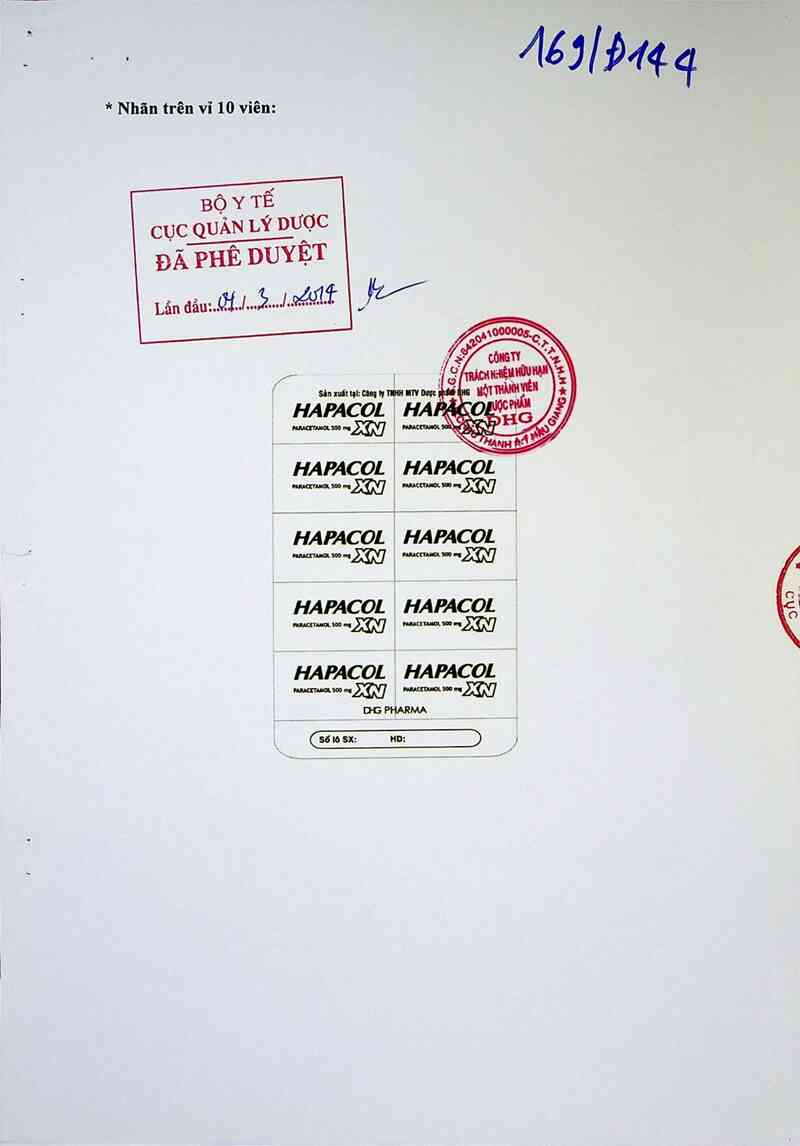 169/Đ144
* Nhãn trên vỉ 10 viên:
BỘ Y TẾ
CỤC QUẢN LÝ DƯỢC
ĐÃ PHÊ DUYỆT
Lần đầu:.04./..3..../..2014
S.G.C.N:642041000005-C.T.T.N.H.H
CÔNG TY
TRÁCH NHIỆM HỮU HẠN
MỘT THÀNH VIÊN
DƯỢC PHẨM
DHG
THÀNH A-T HẬU GIANG
Sản xuất tại: Công ty TNHH MTV Dược phẩm DHG
HAPACOL HAPACOL
PARACETAMOL 500 mg XN PARACETAMOL 500 mg XN
HAPACOL HAPACOL
PARACETAMOL 500 mg XN PARACETAMOL 500 mg XN
HAPACOL HAPACOL
PARACETAMOL 500 mg XN PARACETAMOL 500 mg XN
HAPACOL HAPACOL
PARACETAMOL 500 mg XN PARACETAMOL 500 mg XN
HAPACOL HAPACOL
PARACETAMOL 500 mg XN PARACETAMOL 500 mg XN
DHG PHARMA
Số lô SX: HD:
CỤC